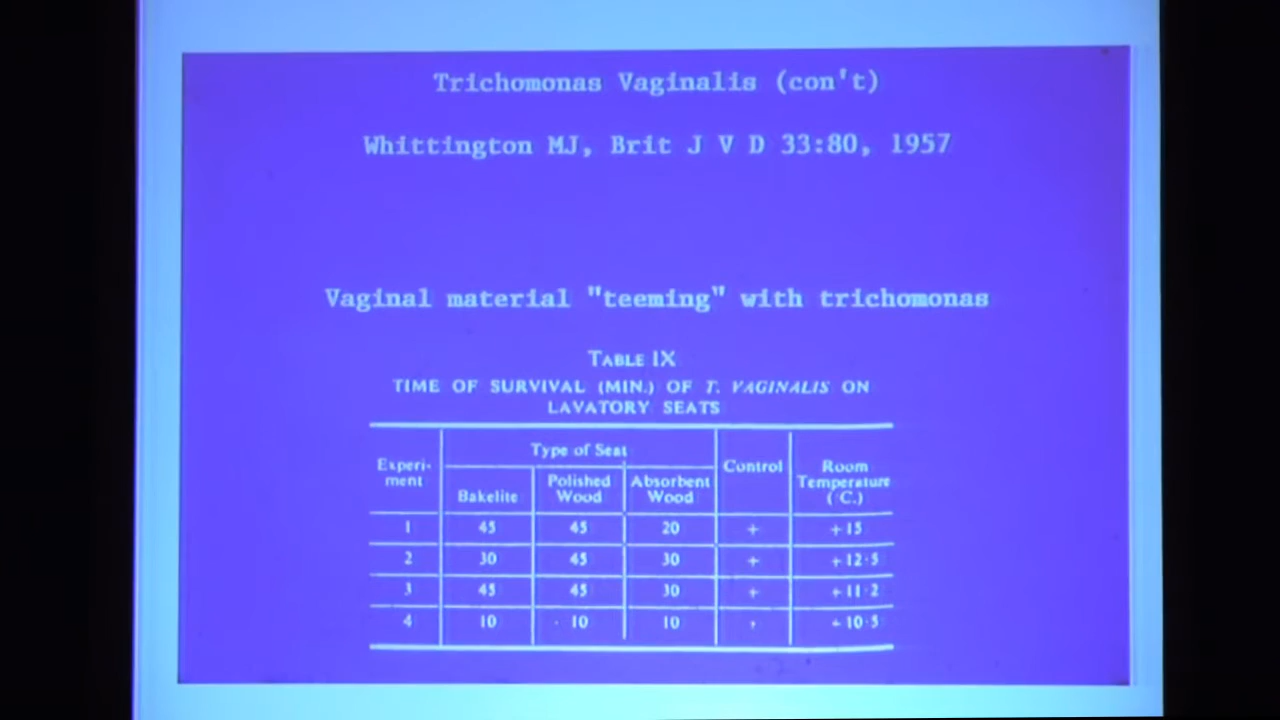 Trichomonas Vaginalis (con't)
Whittington MJ, Brit J V D 33:80, 1957
Vaginal material "teeming" with trichomonas
TABLE IX
TIME OF SURVIVAL (MIN.) OF T. VAGINALIS ON
LAVATORY SEATS
Experi-
ment
Type of Seat
Control
Room
Temperature
(°C.)
Bakelite
Polished
Wood
Absorbent
Wood
1 45 45 20 + +15
2 30 45 30 + +12·5
3 45 45 30 + +11·2
4 10 10 10 +10·5